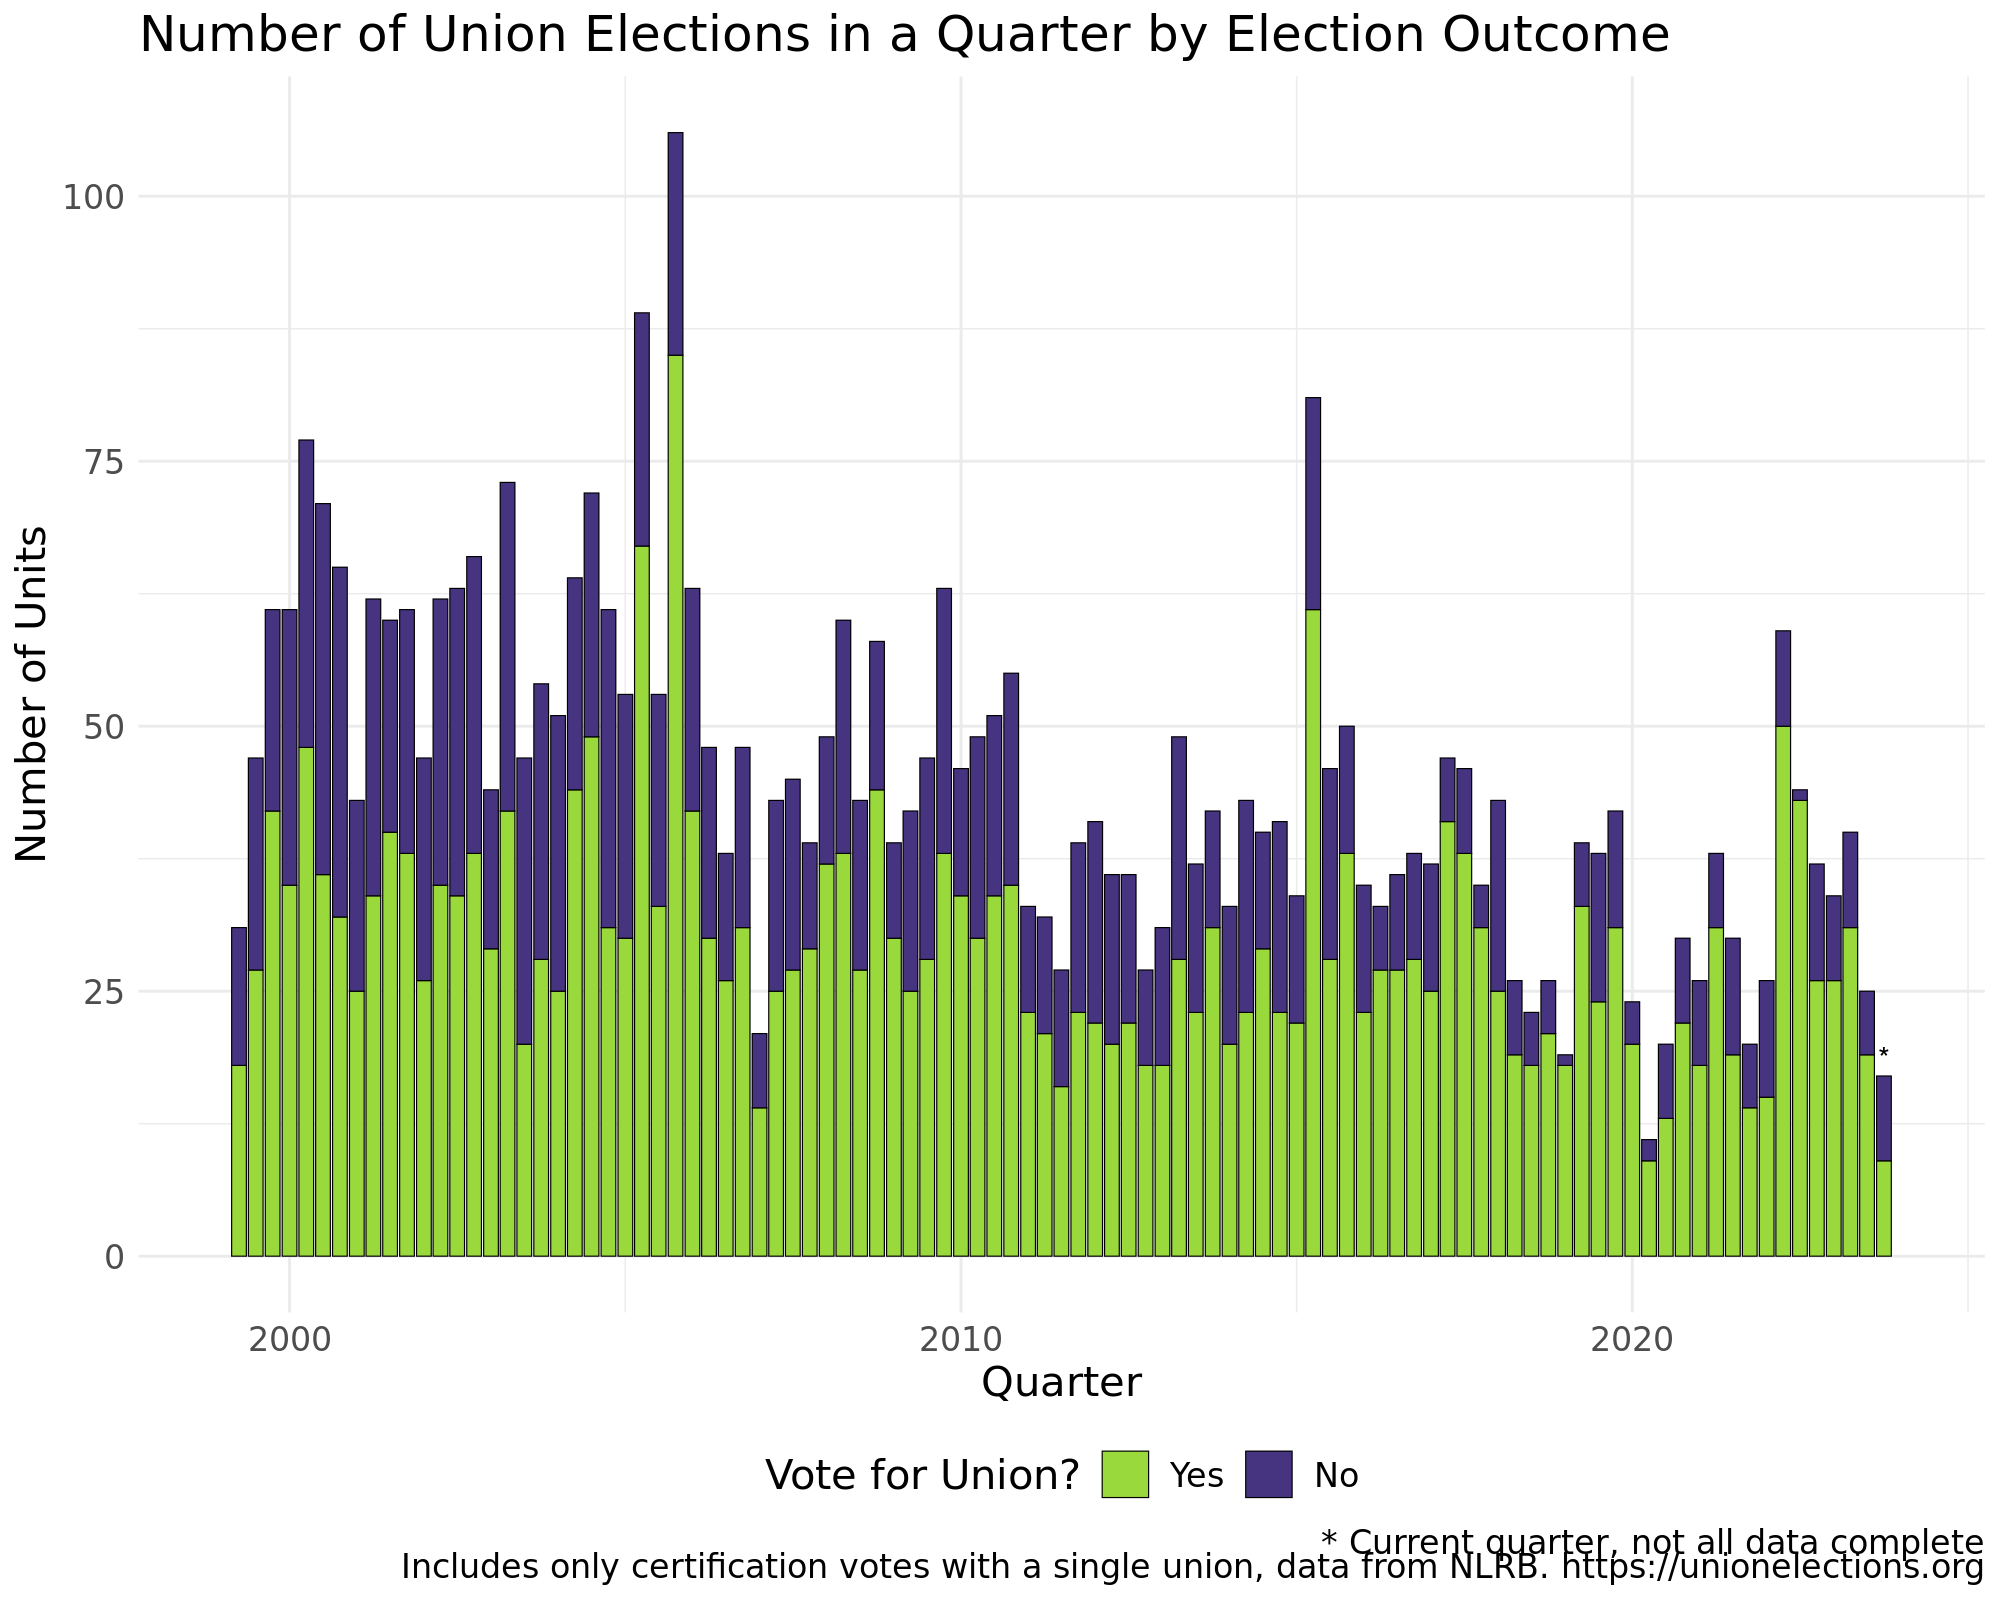 Number of Union Elections in a Quarter by Election Outcome
Number of Units
100
75
50
25
0
*
2000
2010
2020
Quarter
Vote for Union?
Yes
No
* Current quarter, not all data complete
Includes only certification votes with a single union, data from NLRB. https://unionelections.org